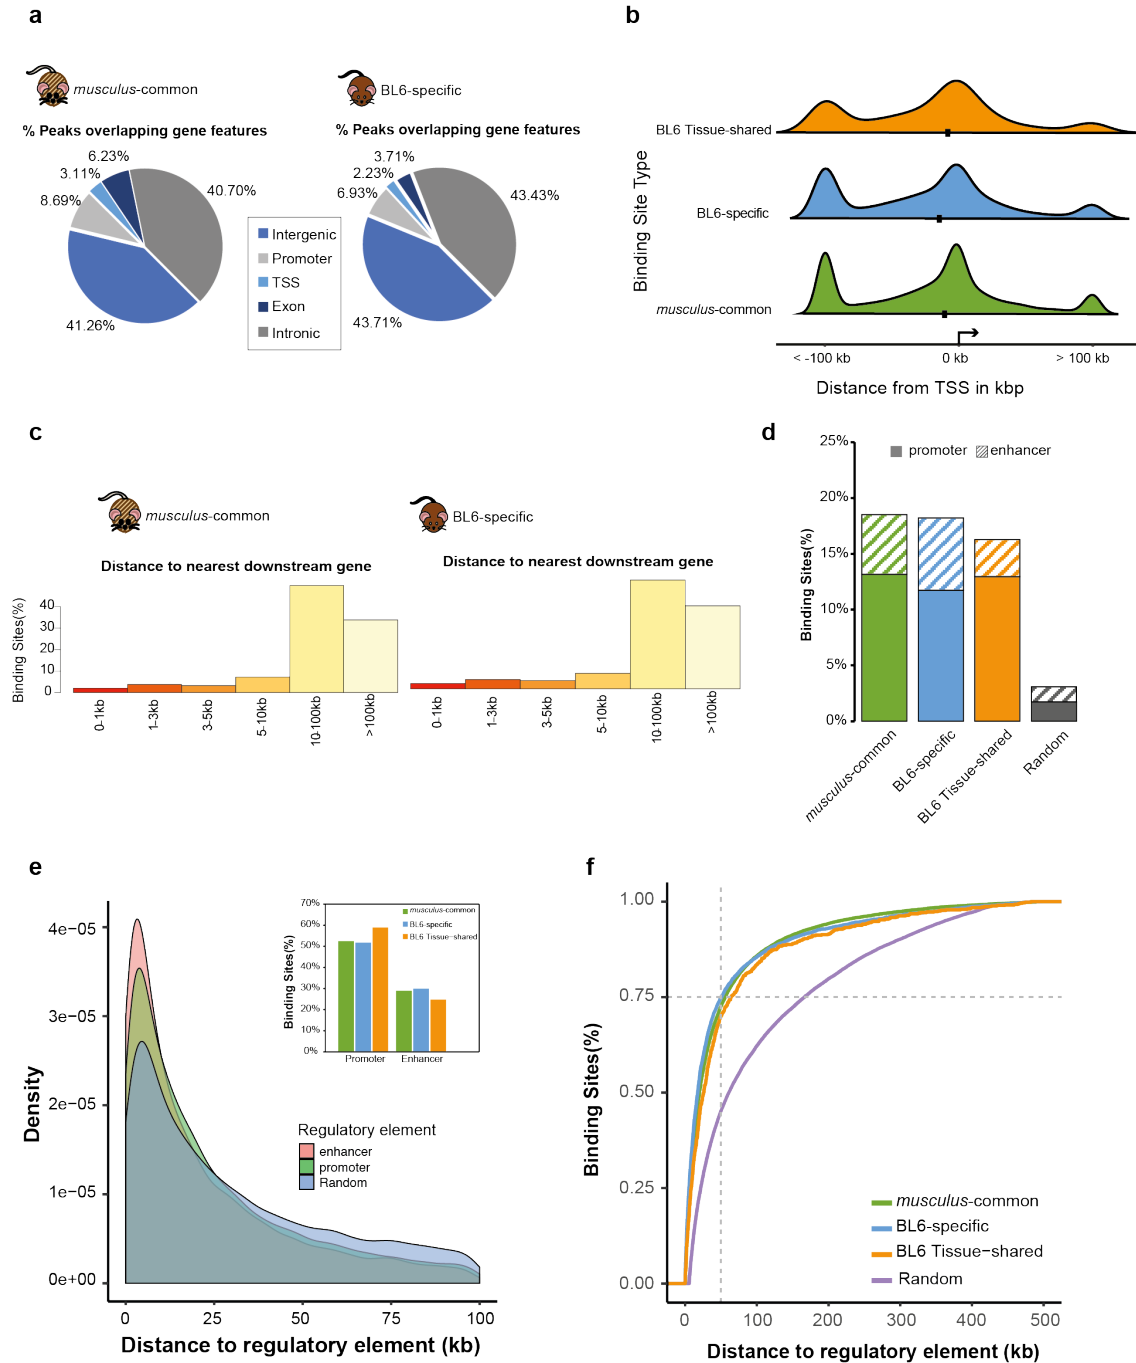 a
musculus-common
% Peaks overlapping gene features
6.23%
3.11%
8.69%
40.70%
41.26%
BL6-specific
% Peaks overlapping gene features
3.71%
2.23%
6.93%
43.43%
43.71%
Intergenic
Promoter
TSS
Exon
Intronic
b
Binding Site Type
BL6 Tissue-shared
BL6-specific
musculus-common
< -100 kb
0 kb
> 100 kb
Distance from TSS in kbp
c
musculus-common
Distance to nearest downstream gene
Binding Sites(%)
40
30
20
10
0
0-1kb
1-3kb
3-5kb
5-10kb
10-100kb
>100kb
BL6-specific
Distance to nearest downstream gene
0-1kb
1-3kb
3-5kb
5-10kb
10-100kb
>100kb
d
promoter
enhancer
Binding Sites(%)
25%
20%
15%
10%
5%
0%
musculus-common
BL6-specific
BL6 Tissue-shared
Random
e
Density
4e−05
3e−05
2e−05
1e−05
0e+00
0
25
50
75
100
Distance to regulatory element (kb)
Binding Sites(%)
70%
60%
50%
40%
30%
20%
10%
0%
musculus-common
BL6-specific
BL6 Tissue−shared
Promoter
Enhancer
Regulatory element
enhancer
promoter
Random
f
Binding Sites(%)
1.00
0.75
0.50
0.25
0.00
musculus-common
BL6-specific
BL6 Tissue−shared
Random
0
100
200
300
400
500
Distance to regulatory element (kb)